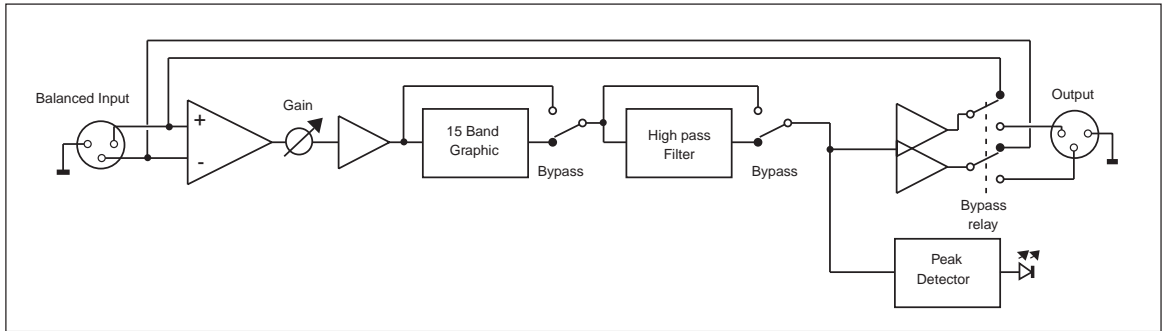 Balanced Input
+
-
Gain
15 Band
Graphic
Bypass
High pass
Filter
Bypass
Output
Bypass
relay
Peak
Detector